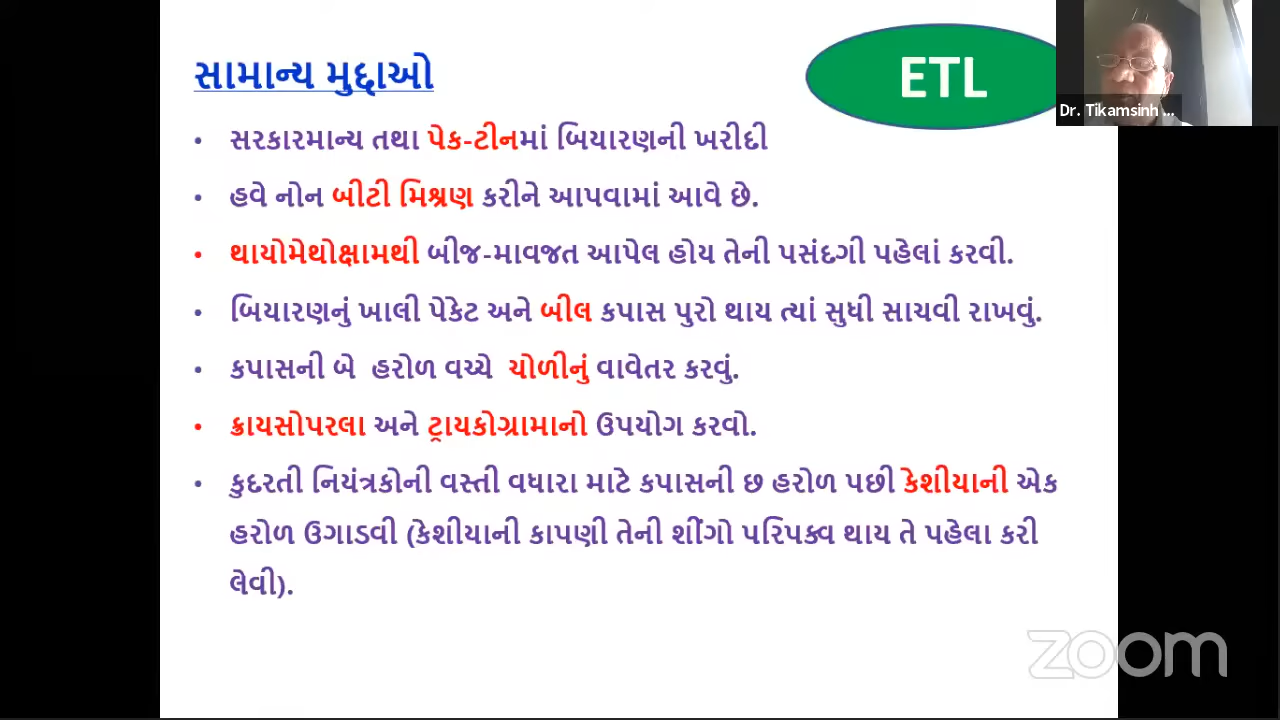 સામાન્ય મુદ્દાઓ
ETL
Dr. Tikamsinh ...
• સરકારમાન્ય તથા પેક-ટીનમાં બિયારણની ખરીદી
• હવે નોન બીટી મિશ્રણ કરીને આપવામાં આવે છે.
• થાયોમેથોક્ષામથી બીજ-માવજત આપેલ હોય તેની પસંદગી પહેલાં કરવી.
• બિયારણનું ખાલી પેકેટ અને બીલ કપાસ પુરો થાય ત્યાં સુધી સાચવી રાખવું.
• કપાસની બે હરોળ વચ્ચે ચોળીનું વાવેતર કરવું.
• ક્રાયસોપરલા અને ટ્રાયકોગ્રામાનો ઉપયોગ કરવો.
• કુદરતી નિયંત્રકોની વસ્તી વધારા માટે કપાસની છ હરોળ પછી કેશીયાની એક
હરોળ ઉગાડવી (કેશીયાની કાપણી તેની શીંગો પરિપક્વ થાય તે પહેલા કરી
લેવી).
zoom